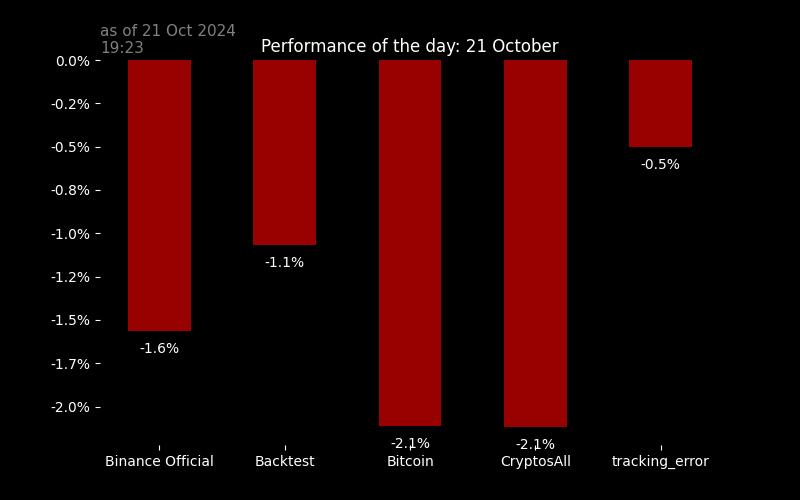 as of 21 Oct 2024
19:23
Performance of the day: 21 October
0.0%
-0.2%
-0.5%
-0.8%
-1.0%
-1.2%
-1.5%
-1.7%
-2.0%
-1.6%
-1.1%
-2.1%
-2.1%
-0.5%
Binance Official
Backtest
Bitcoin
CryptosAll
tracking_error